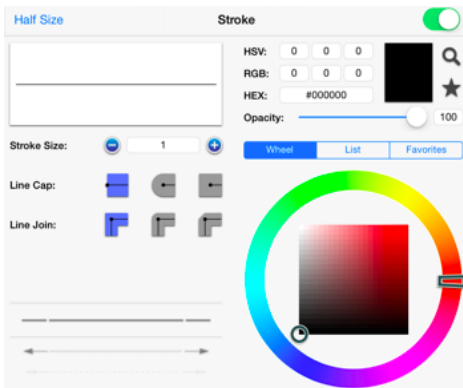 Half Size Stroke
HSV: 0 0 0
RGB: 0 0 0
HEX: #000000
Opacity: 100
Stroke Size: 1
Wheel List Favorites
Line Cap:
Line Join: